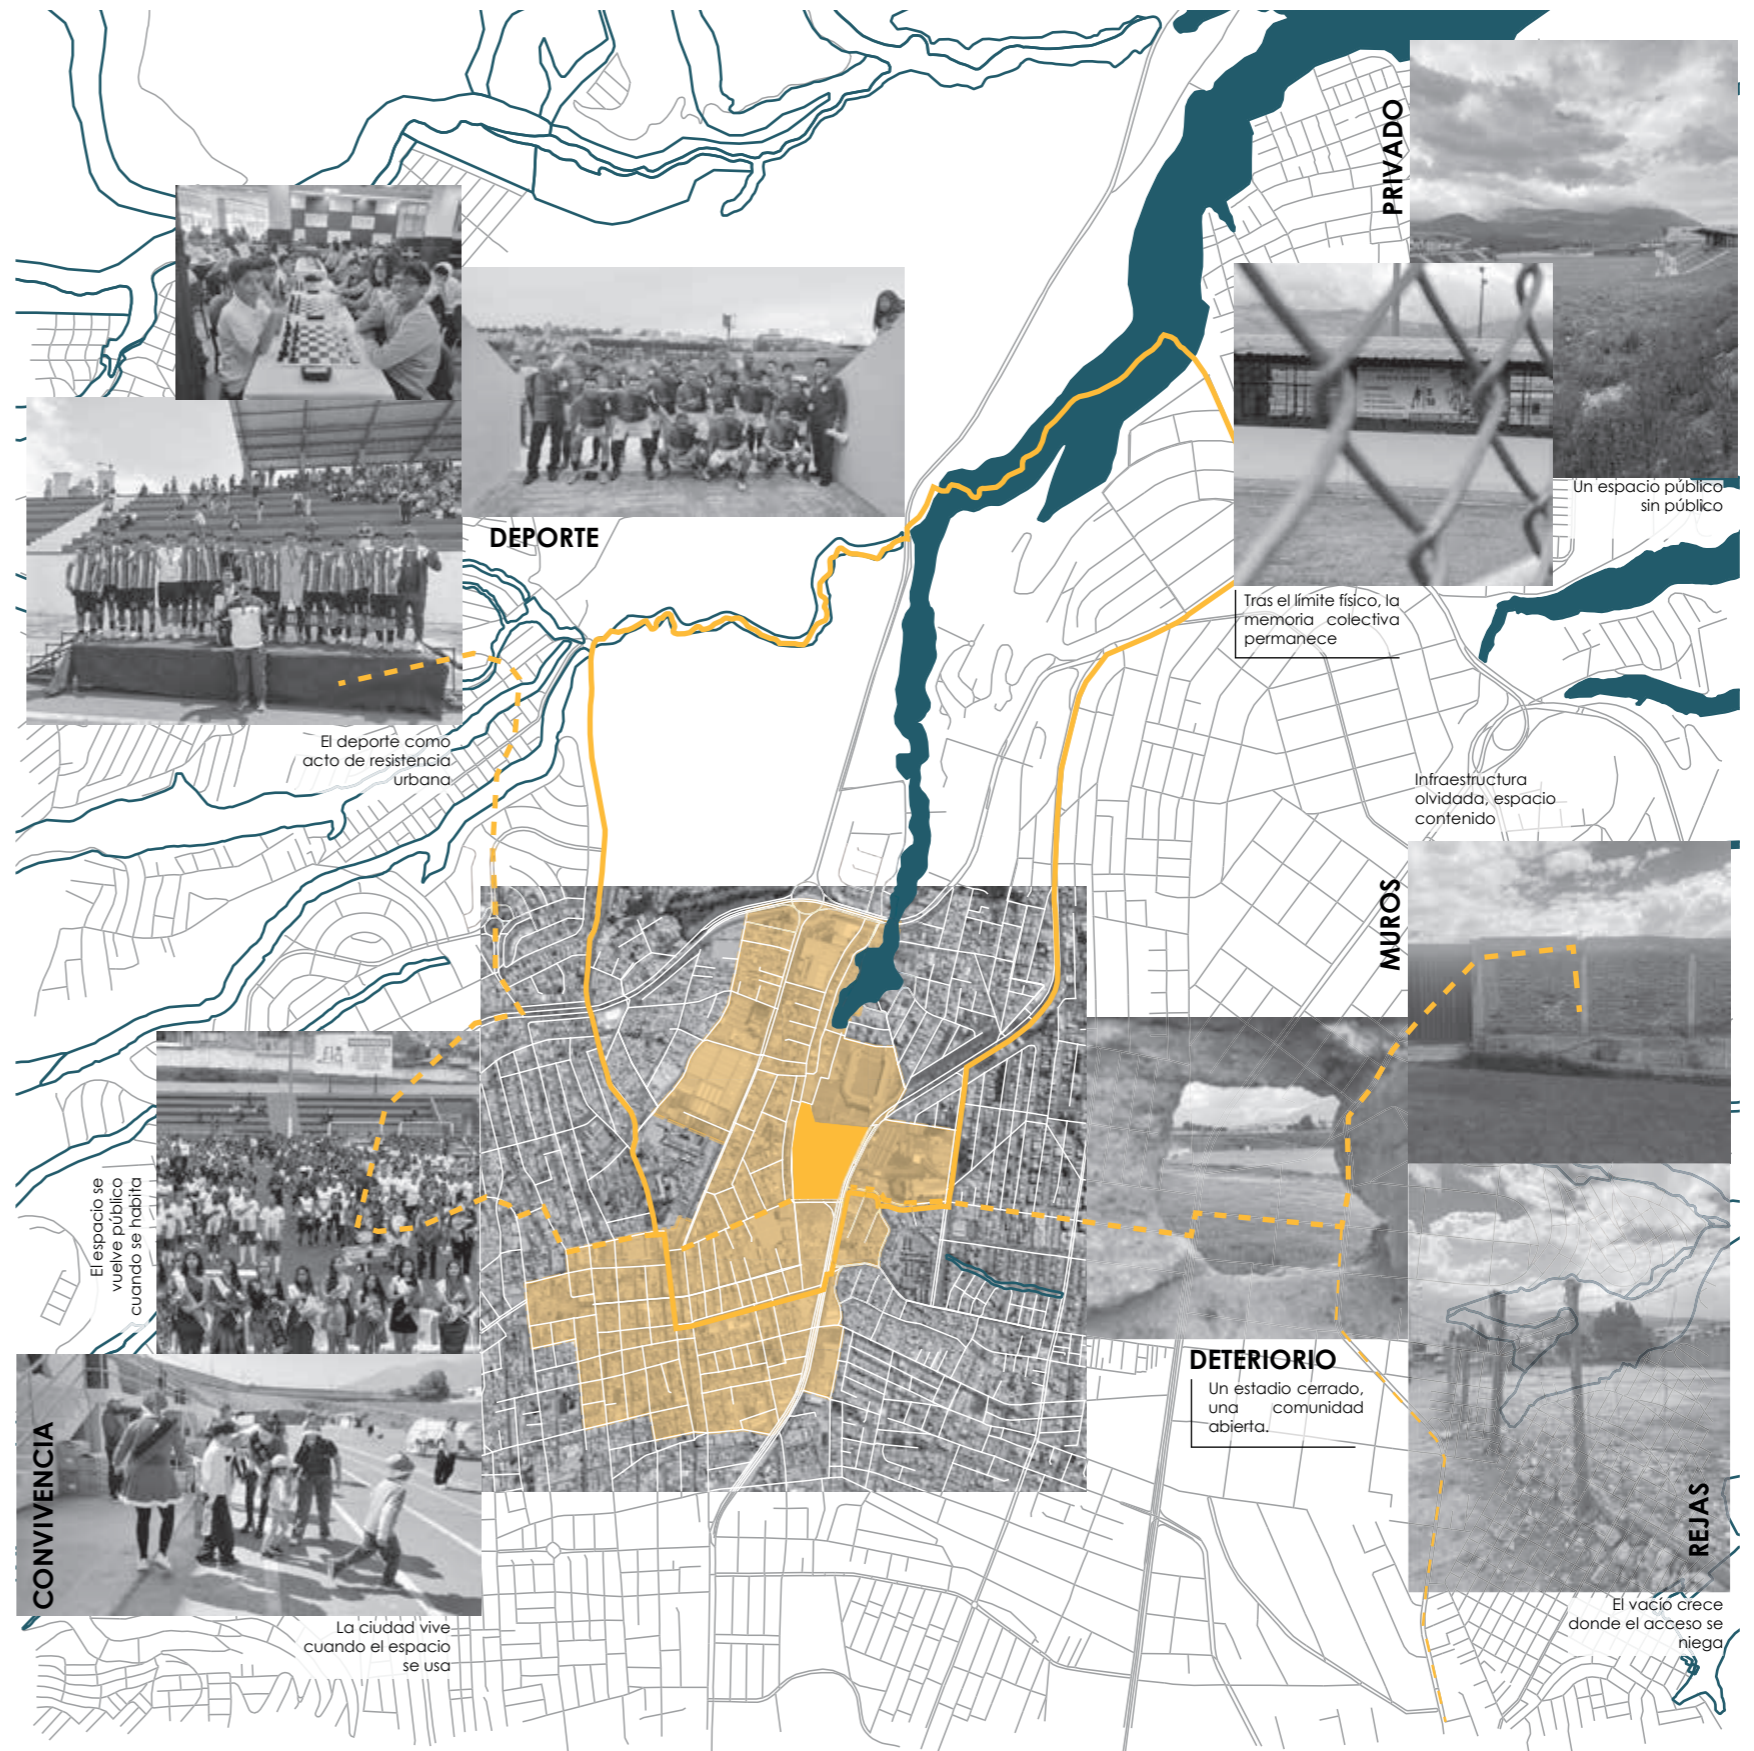 PRIVADO
Un espacio público
sin público
DEPORTE
Tras el límite físico, la
memoria colectiva
permanece
El deporte como
acto de resistencia
urbana
Infraestructura
olvidada, espacio
contenido
MUROS
El espacio se
vuelve público
cuando se habita
DETERIORIO
Un estadio cerrado,
una comunidad
abierta.
CONVIVENCIA
La ciudad vive
cuando el espacio
se usa
REJAS
El vacío crece
donde el acceso se
niega